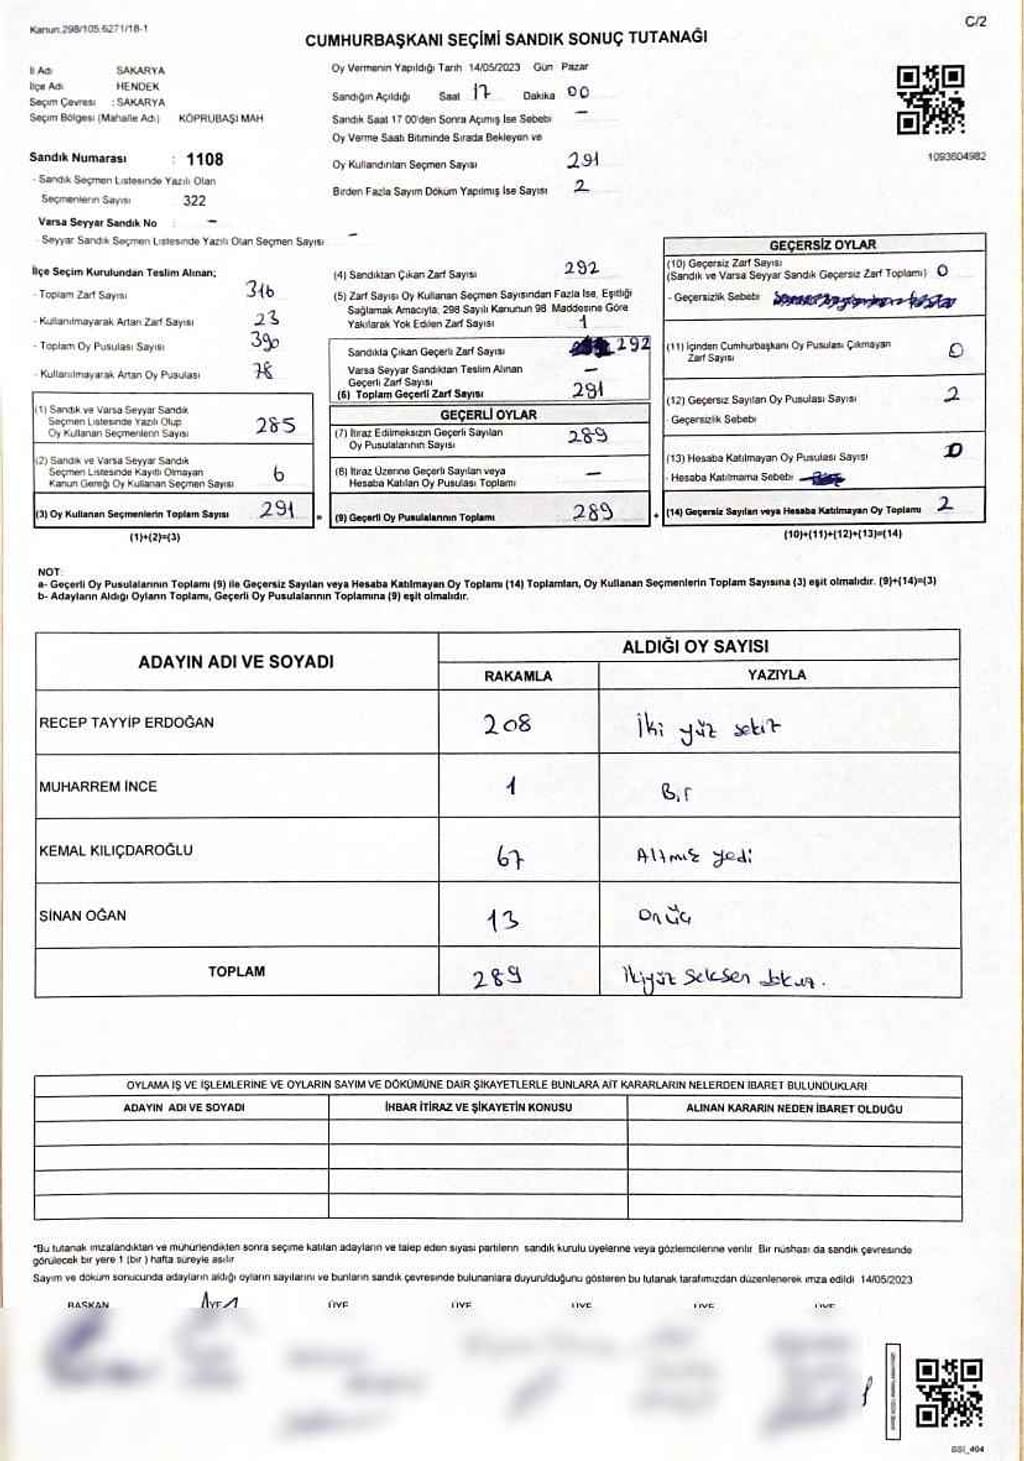 Kanun.298/105.6271/18-1
C/2
CUMHURBAŞKANI SEÇİMİ SANDIK SONUÇ TUTANAĞI
İl Adı SAKARYA
İlçe Adı HENDEK
Seçim Çevresi : SAKARYA
Seçim Bölgesi (Mahalle Adı) KÖPRUBAŞI MAH
Sandık Numarası : 1108
- Sandık Seçmen Listesinde Yazılı Olan
Seçmenlerin Sayısı 322
Varsa Seyyar Sandık No : -
- Seyyar Sandık Seçmen Listesinde Yazılı Olan Seçmen Sayısı -
Oy Vermenin Yapıldığı Tarih 14/05/2023 Gün Pazar
Sandığın Açıldığı Saat 17 Dakika 00
Sandık Saat 17 00'den Sonra Açımış İse Sebebi -
Oy Verme Saati Bitiminde Sırada Bekleyen ve
Oy Kullandırılan Seçmen Sayısı 291
Birden Fazla Sayım Döküm Yapılmış İse Sayısı 2
1093604982
İlçe Seçim Kurulundan Teslim Alınan;
- Toplam Zarf Sayısı 316
- Kullanılmayarak Artan Zarf Sayısı 23
- Toplam Oy Pusulası Sayısı 390
- Kullanılmayarak Artan Oy Pusulası 78
(1) Sandık ve Varsa Seyyar Sandık
Seçmen Listesinde Yazılı Olup
Oy Kullanan Seçmenlerin Sayısı 285
(2) Sandık ve Varsa Seyyar Sandık
Seçmen Listesinde Kayıtlı Olmayan
Kanun Gereği Oy Kullanan Seçmen Sayısı 6
(3) Oy Kullanan Seçmenlerin Toplam Sayısı 291
(1)+(2)=(3)
(4) Sandıktan Çıkan Zarf Sayısı 292
(5) Zarf Sayısı Oy Kullanan Seçmen Sayısından Fazla İse, Eşitliği
Sağlamak Amacıyla, 298 Sayılı Kanunun 98 Maddesine Göre
Yakılarak Yok Edilen Zarf Sayısı 1
Sandıkta Çıkan Geçerli Zarf Sayısı 292
Varsa Seyyar Sandıktan Teslim Alınan
Geçerli Zarf Sayısı -
(6) Toplam Geçerli Zarf Sayısı 291
GEÇERLİ OYLAR
(7) İtiraz Edilmeksizin Geçerli Sayılan
Oy Pusulalarının Sayısı 289
(8) İtiraz Üzerine Geçerli Sayılan veya
Hesaba Katılan Oy Pusulası Toplamı -
(9) Geçerli Oy Pusulalarının Toplamı 289
GEÇERSİZ OYLAR
(10) Geçersiz Zarf Sayısı
(Sandık ve Varsa Seyyar Sandık Geçersiz Zarf Toplamı) 0
- Geçersizlik Sebebi
(11) İçinden Cumhurbaşkanı Oy Pusulası Çıkmayan
Zarf Sayısı 0
(12) Geçersiz Sayılan Oy Pusulası Sayısı 2
- Geçersizlik Sebebi
(13) Hesaba Katılmayan Oy Pusulası Sayısı 0
- Hesaba Katılmama Sebebi
(14) Geçersiz Sayılan veya Hesaba Katılmayan Oy Toplamı 2
(10)+(11)+(12)+(13)=(14)
NOT:
a- Geçerli Oy Pusulalarının Toplamı (9) ile Geçersiz Sayılan veya Hesaba Katılmayan Oy Toplamı (14) Toplamları, Oy Kullanan Seçmenlerin Toplam Sayısına (3) eşit olmalıdır. (9)+(14)=(3)
b- Adayların Aldığı Oyların Toplamı, Geçerli Oy Pusulalarının Toplamına (9) eşit olmalıdır.
ADAYIN ADI VE SOYADI ALDIĞI OY SAYISI
RAKAMLA YAZIYLA
RECEP TAYYİP ERDOĞAN 208 İki yüz sekiz
MUHARREM İNCE 1 Bir
KEMAL KILIÇDAROĞLU 67 Altmış yedi
SİNAN OĞAN 13 Onüç
TOPLAM 289 İkiyüz Seksen dokuz.
OYLAMA İŞ VE İŞLEMLERİNE VE OYLARIN SAYIM VE DÖKÜMÜNE DAİR ŞİKAYETLERLE BUNLARA AİT KARARLARIN NELERDEN İBARET BULUNDUKLARI
ADAYIN ADI VE SOYADI İHBAR İTİRAZ VE ŞİKAYETİN KONUSU ALINAN KARARIN NEDEN İBARET OLDUĞU
*Bu tutanak imzalandıktan ve mühürlendikten sonra seçime katılan adayların ve talep eden siyasi partilerin sandık kurulu üyelerine veya gözlemcilerine verilir Bir nüshası da sandık çevresinde
görülecek bir yere 1 (bir) hafta süreyle asılır
Sayım ve döküm sonucunda adayların aldığı oyların sayılarını ve bunların sandık çevresinde bulunanlara duyurulduğunu gösteren bu tutanak tarafımızdan düzenlenerek imza edildi 14/05/2023
BAŞKAN ÜYE ÜYE ÜYE ÜYE ÜYE ÜYE
SSI_404